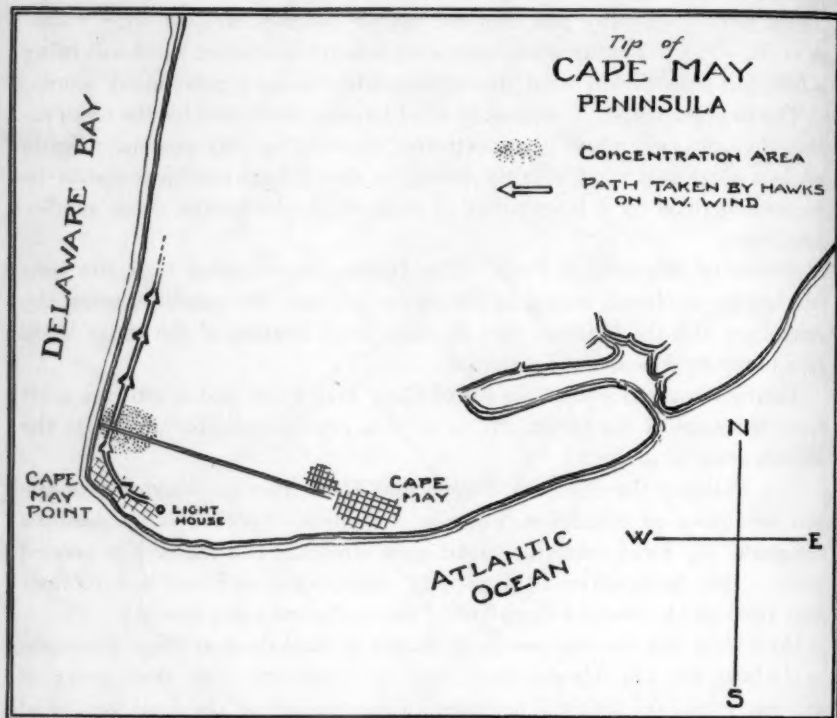 Tip of
CAPE MAY
PENINSULA
CONCENTRATION AREA
PATH TAKEN BY HAWKS
ON NW. WIND
DELAWARE BAY
CAPE
MAY
POINT
LIGHT
HOUSE
CAPE
MAY
ATLANTIC
OCEAN
N
W
E
S